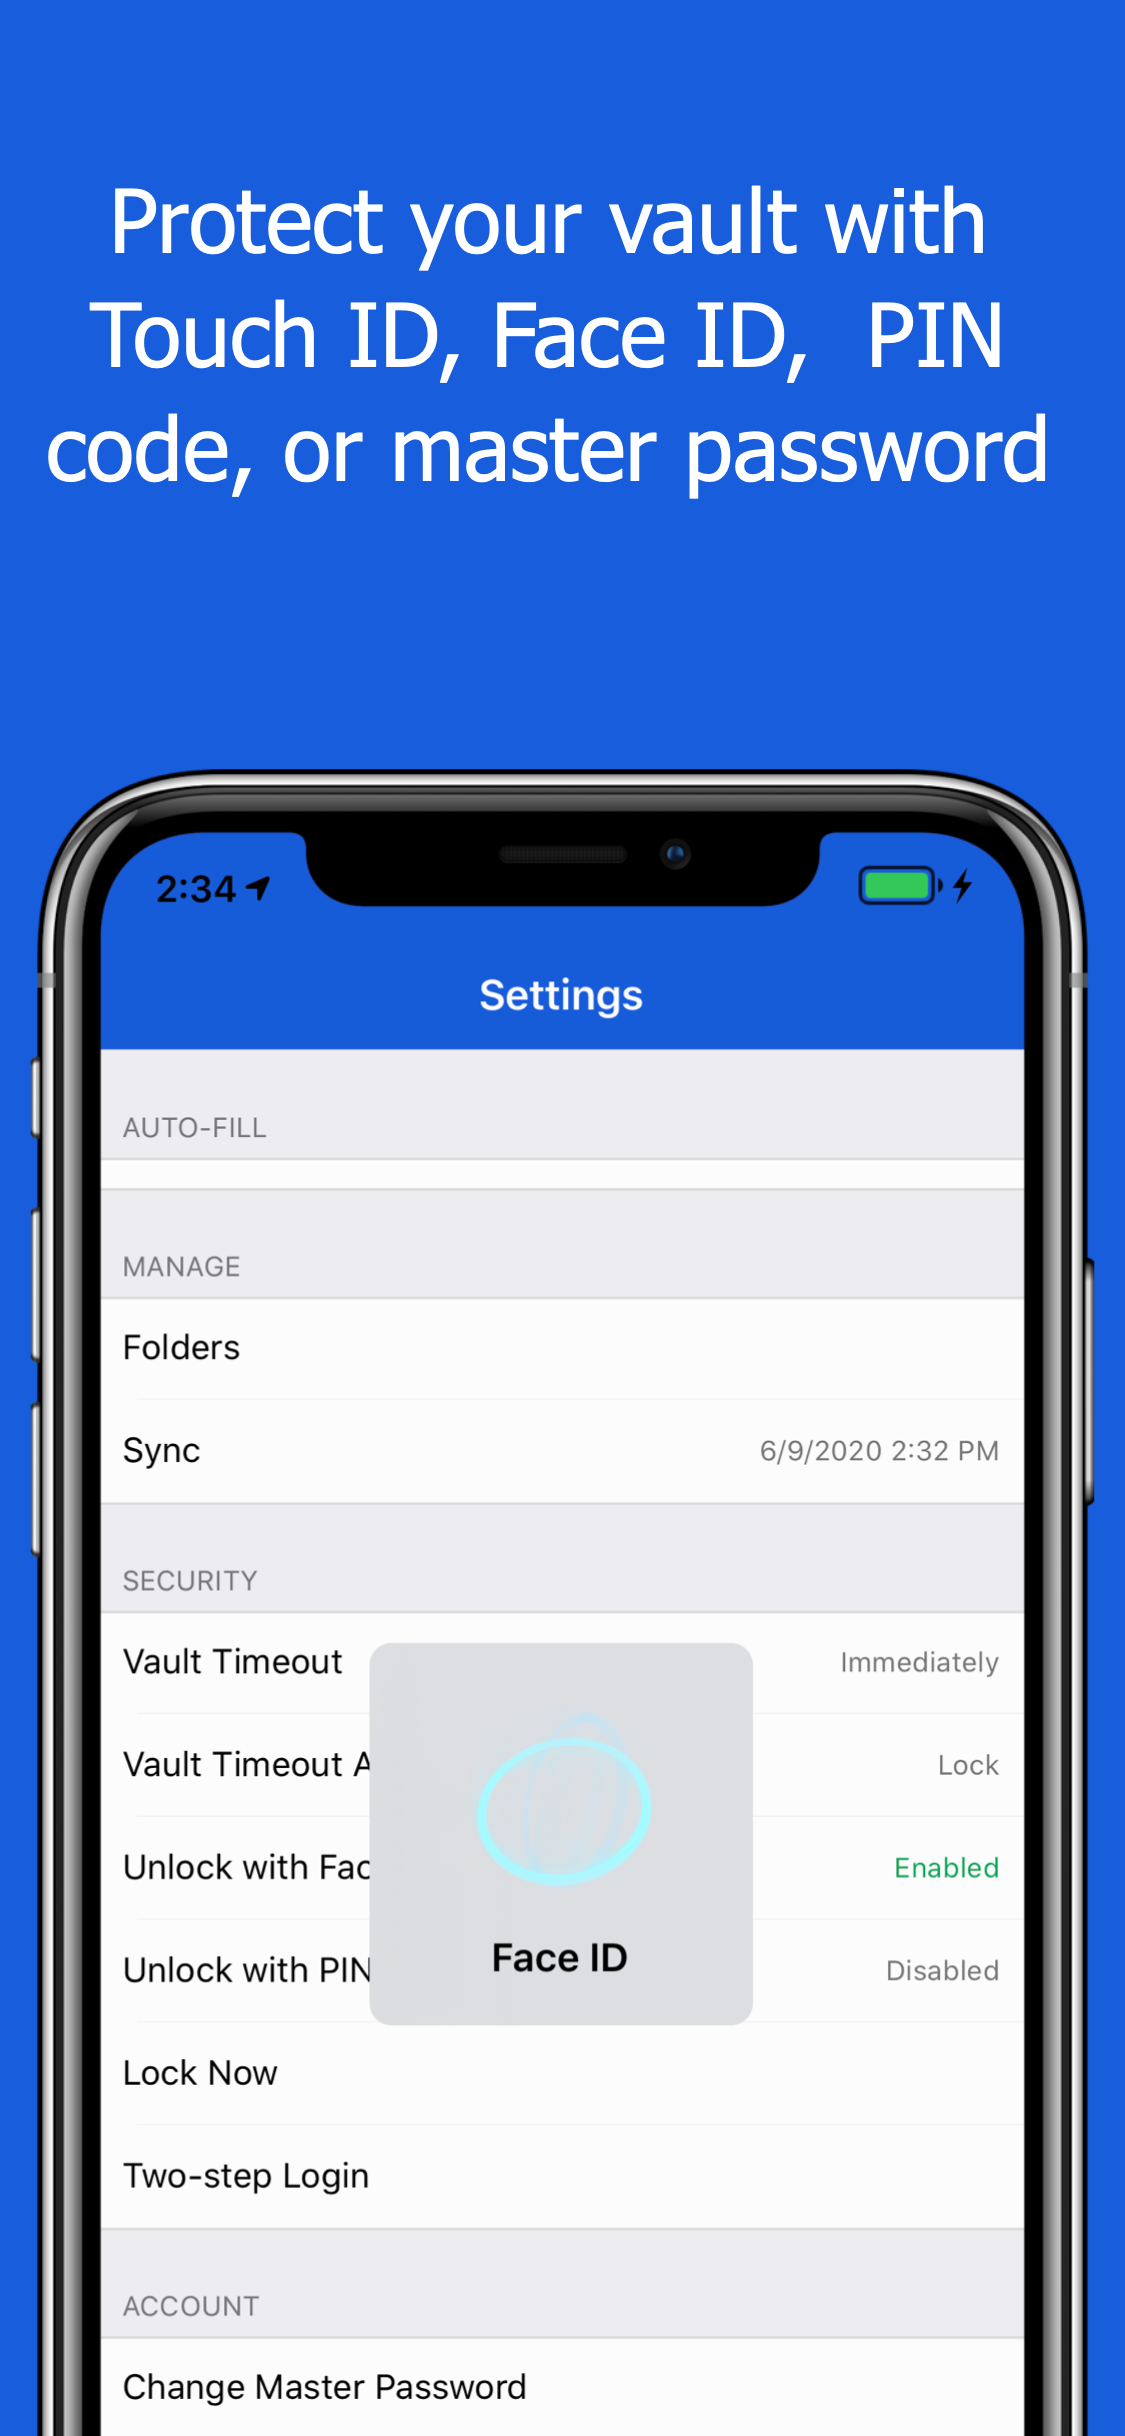 Protect your vault with
Touch ID, Face ID, PIN
code, or master password
2:34
Settings
AUTO-FILL
MANAGE
Folders
Sync 6/9/2020 2:32 PM
SECURITY
Vault Timeout Immediately
Vault Timeout A Lock
Unlock with Fac Enabled
Face ID
Unlock with PIN Disabled
Lock Now
Two-step Login
ACCOUNT
Change Master Password